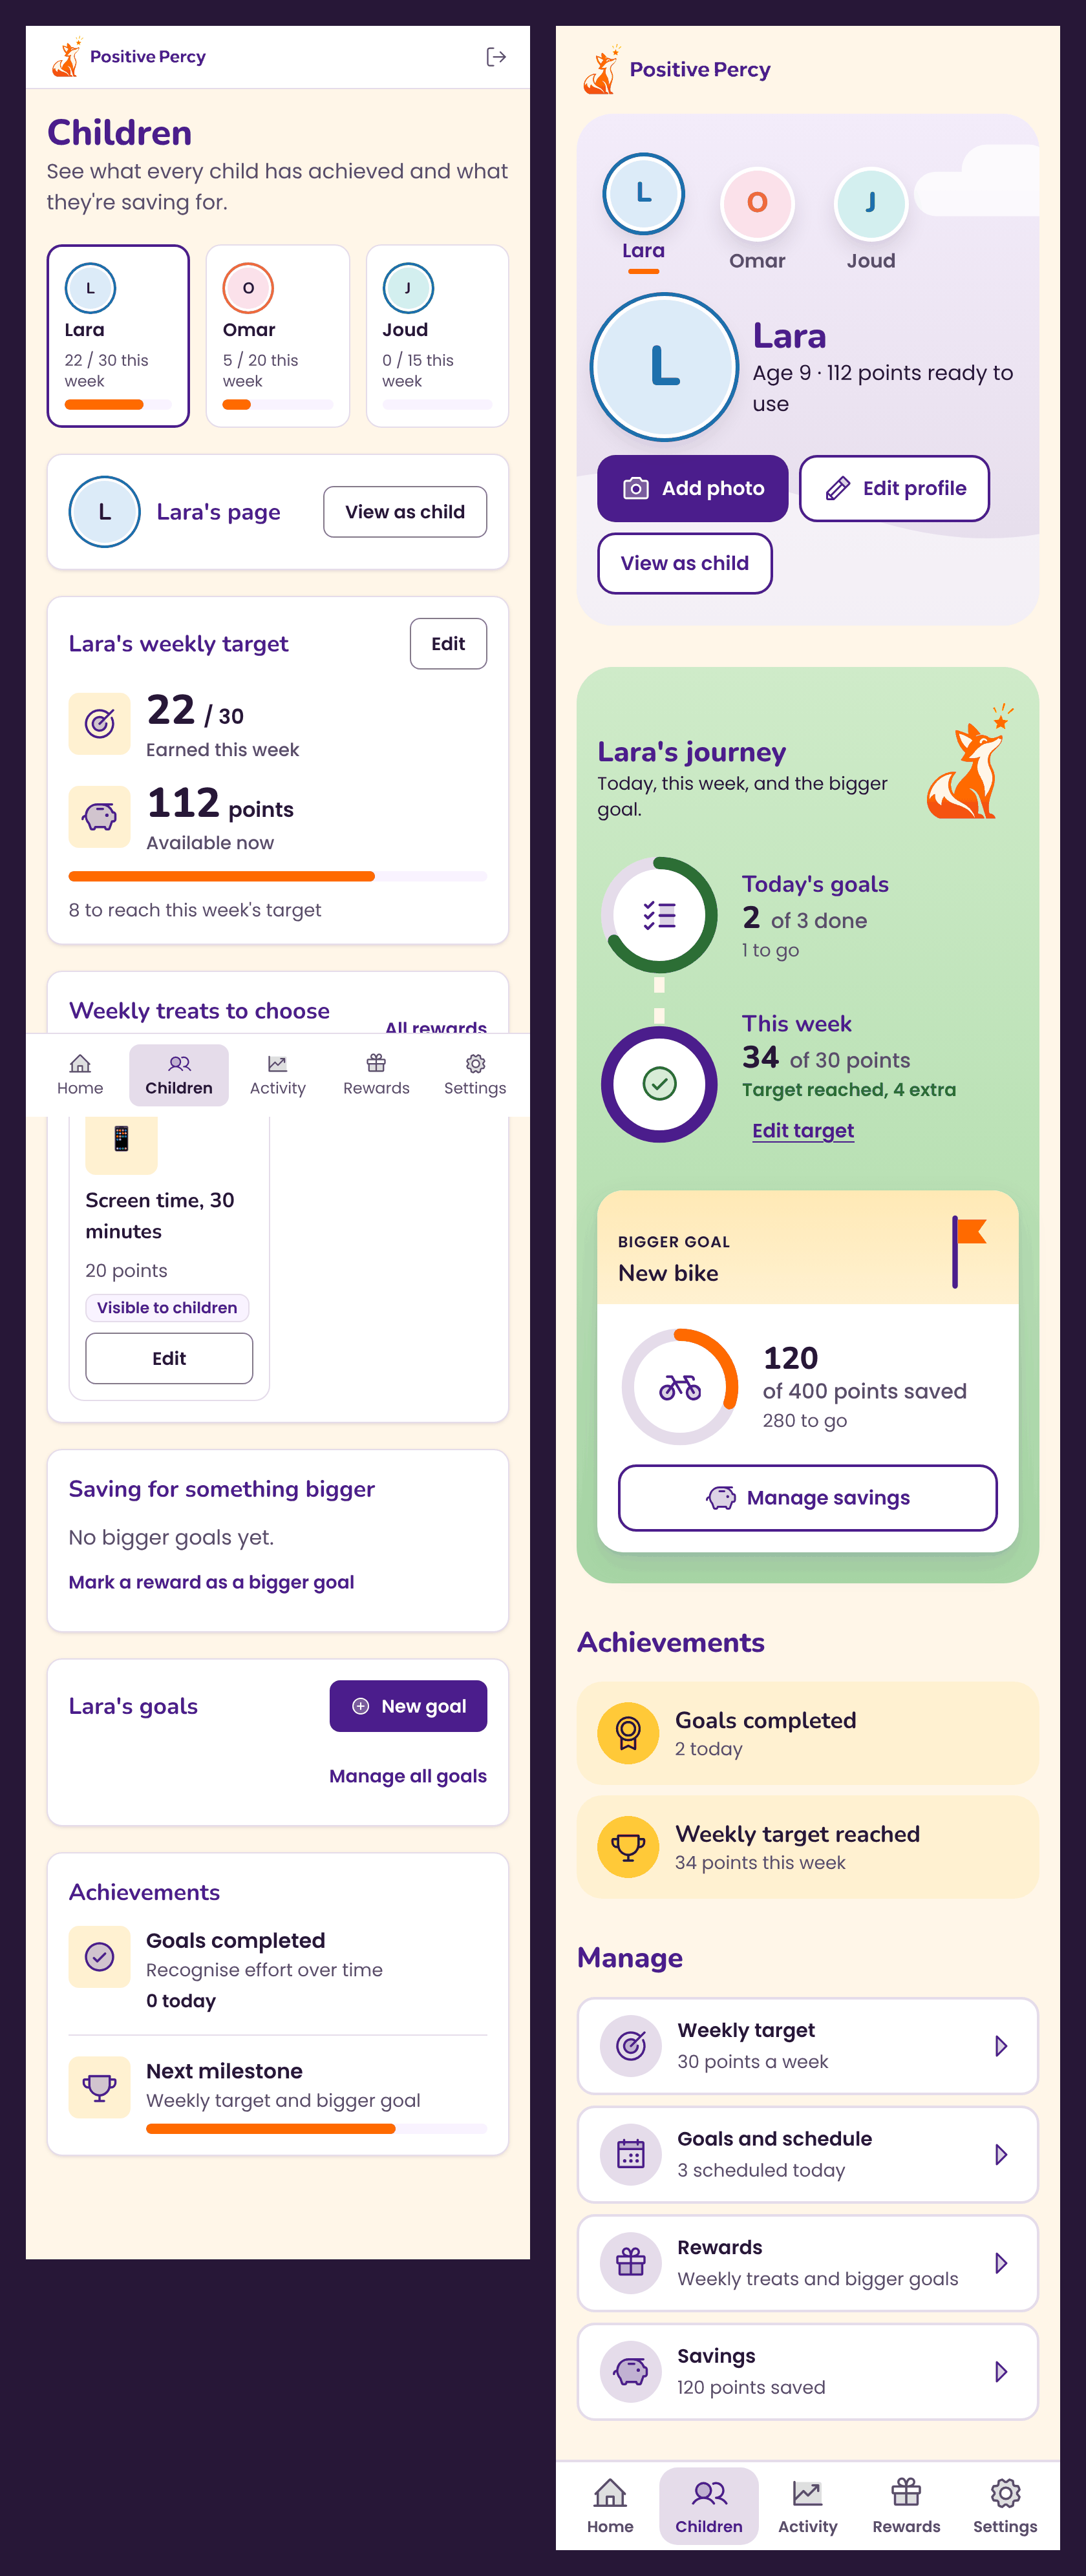 Positive Percy
Children
See what every child has achieved and what
they're saving for.
L
Lara
22 / 30 this
week
O
Omar
5 / 20 this
week
J
Joud
0 / 15 this
week
L
Lara's page
View as child
Lara's weekly target
Edit
22 / 30
Earned this week
112 points
Available now
8 to reach this week's target
Weekly treats to choose
All rewards
Home
Children
Activity
Rewards
Settings
Screen time, 30
minutes
20 points
Visible to children
Edit
Saving for something bigger
No bigger goals yet.
Mark a reward as a bigger goal
Lara's goals
New goal
Manage all goals
Achievements
Goals completed
Recognise effort over time
0 today
Next milestone
Weekly target and bigger goal
Positive Percy
L
Lara
O
Omar
J
Joud
L
Lara
Age 9 · 112 points ready to
use
Add photo
Edit profile
View as child
Lara's journey
Today, this week, and the bigger
goal.
Today's goals
2 of 3 done
1 to go
This week
34 of 30 points
Target reached, 4 extra
Edit target
BIGGER GOAL
New bike
120
of 400 points saved
280 to go
Manage savings
Achievements
Goals completed
2 today
Weekly target reached
34 points this week
Manage
Weekly target
30 points a week
Goals and schedule
3 scheduled today
Rewards
Weekly treats and bigger goals
Savings
120 points saved
Home
Children
Activity
Rewards
Settings